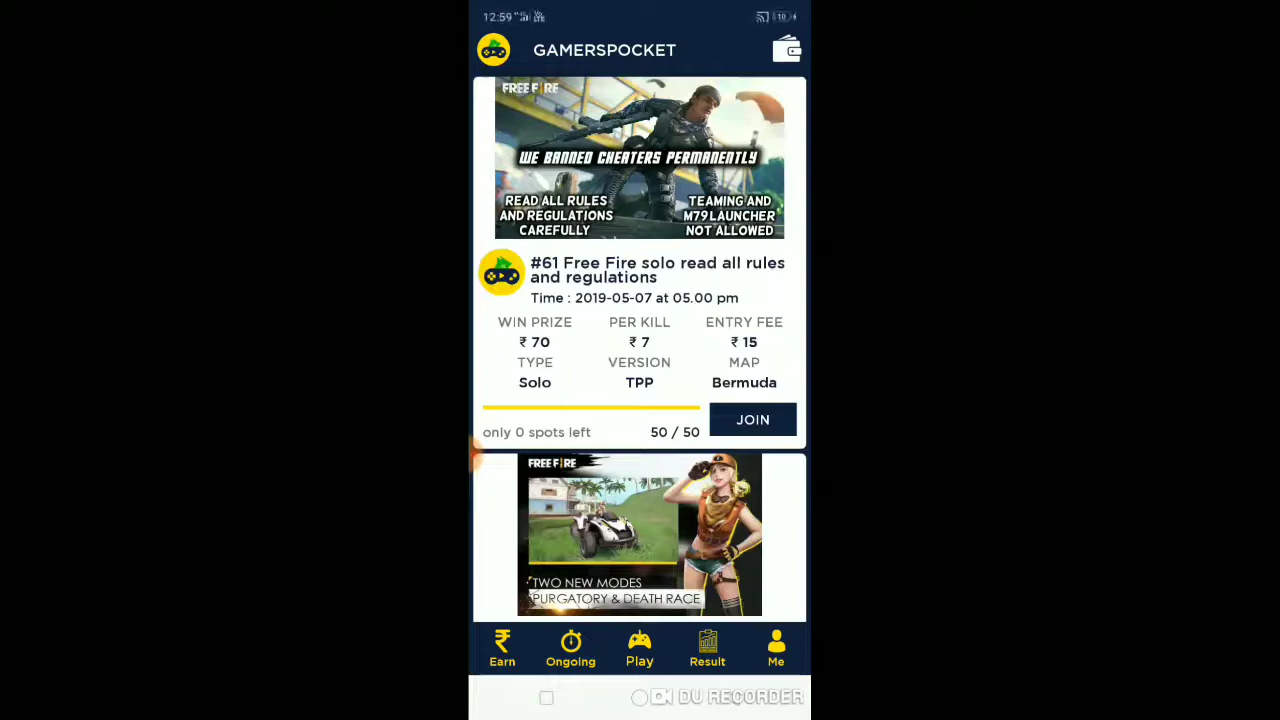 12:59
10
GAMERSPOCKET
FREE FIRE
WE BANNED CHEATERS PERMANENTLY
READ ALL RULES
AND REGULATIONS
CAREFULLY
TEAMING AND
M79 LAUNCHER
NOT ALLOWED
#61 Free Fire solo read all rules
and regulations
Time : 2019-05-07 at 05.00 pm
WIN PRIZE PER KILL ENTRY FEE
₹ 70 ₹ 7 ₹ 15
TYPE VERSION MAP
Solo TPP Bermuda
only 0 spots left 50 / 50
JOIN
FREE FIRE
TWO NEW MODES
PURGATORY & DEATH RACE
Earn Ongoing Play Result Me
DU RECORDER